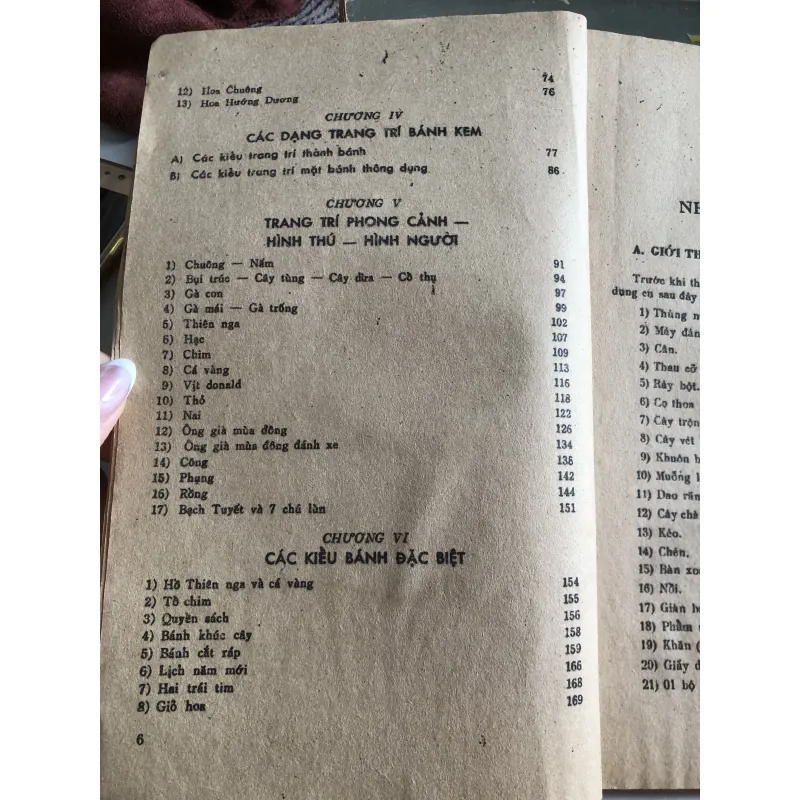 12) Hoa Chuông 74
13) Hoa Hướng Dương 76
CHƯƠNG IV
CÁC DẠNG TRANG TRÍ BÁNH KEM
A) Các kiểu trang trí thành bánh 77
B) Các kiểu trang trí mặt bánh thông dụng 86
CHƯƠNG V
TRANG TRÍ PHONG CẢNH —
HÌNH THÚ — HÌNH NGƯỜI
1) Chuông — Nấm 91
2) Bụi trúc — Cây tùng — Cây dừa — Cò thụ 94
3) Gà con 97
4) Gà mái — Gà trống 99
5) Thiên nga 102
6) Hạc 107
7) Chim 109
8) Cá vàng 113
9) Vịt donald 116
10) Thỏ 118
11) Nai 122
12) Ông già mùa đông 126
13) Ông già mùa đông đánh xe 134
14) Công 138
15) Phụng 142
16) Rồng 144
17) Bạch Tuyết và 7 chú lùn 151
CHƯƠNG VI
CÁC KIỂU BÁNH ĐẶC BIỆT
1) Hồ Thiên nga và cá vàng 154
2) Tổ chim 155
3) Quyển sách 156
4) Bánh khúc cây 158
5) Bánh cắt ráp 159
6) Lịch năm mới 166
7) Hai trái tim 168
8) Giỏ hoa 169
6
A. GIỚI TH
Trước khi th
dụng cụ sau đây
1) Thùng n
2) Máy đán
3) Cân.
4) Thau cỡ
5) Rây bột.
6) Cọ thoa
7) Cây trộn
8) Cây vét
9) Khuôn b
10) Muỗng l
11) Dao răn
12) Cây chà
13) Kéo.
14) Chén.
15) Bàn xo
16) Nồi.
17) Giàn h
18) Phẩm
19) Khăn (
20) Giấy d
21) 01 bộ